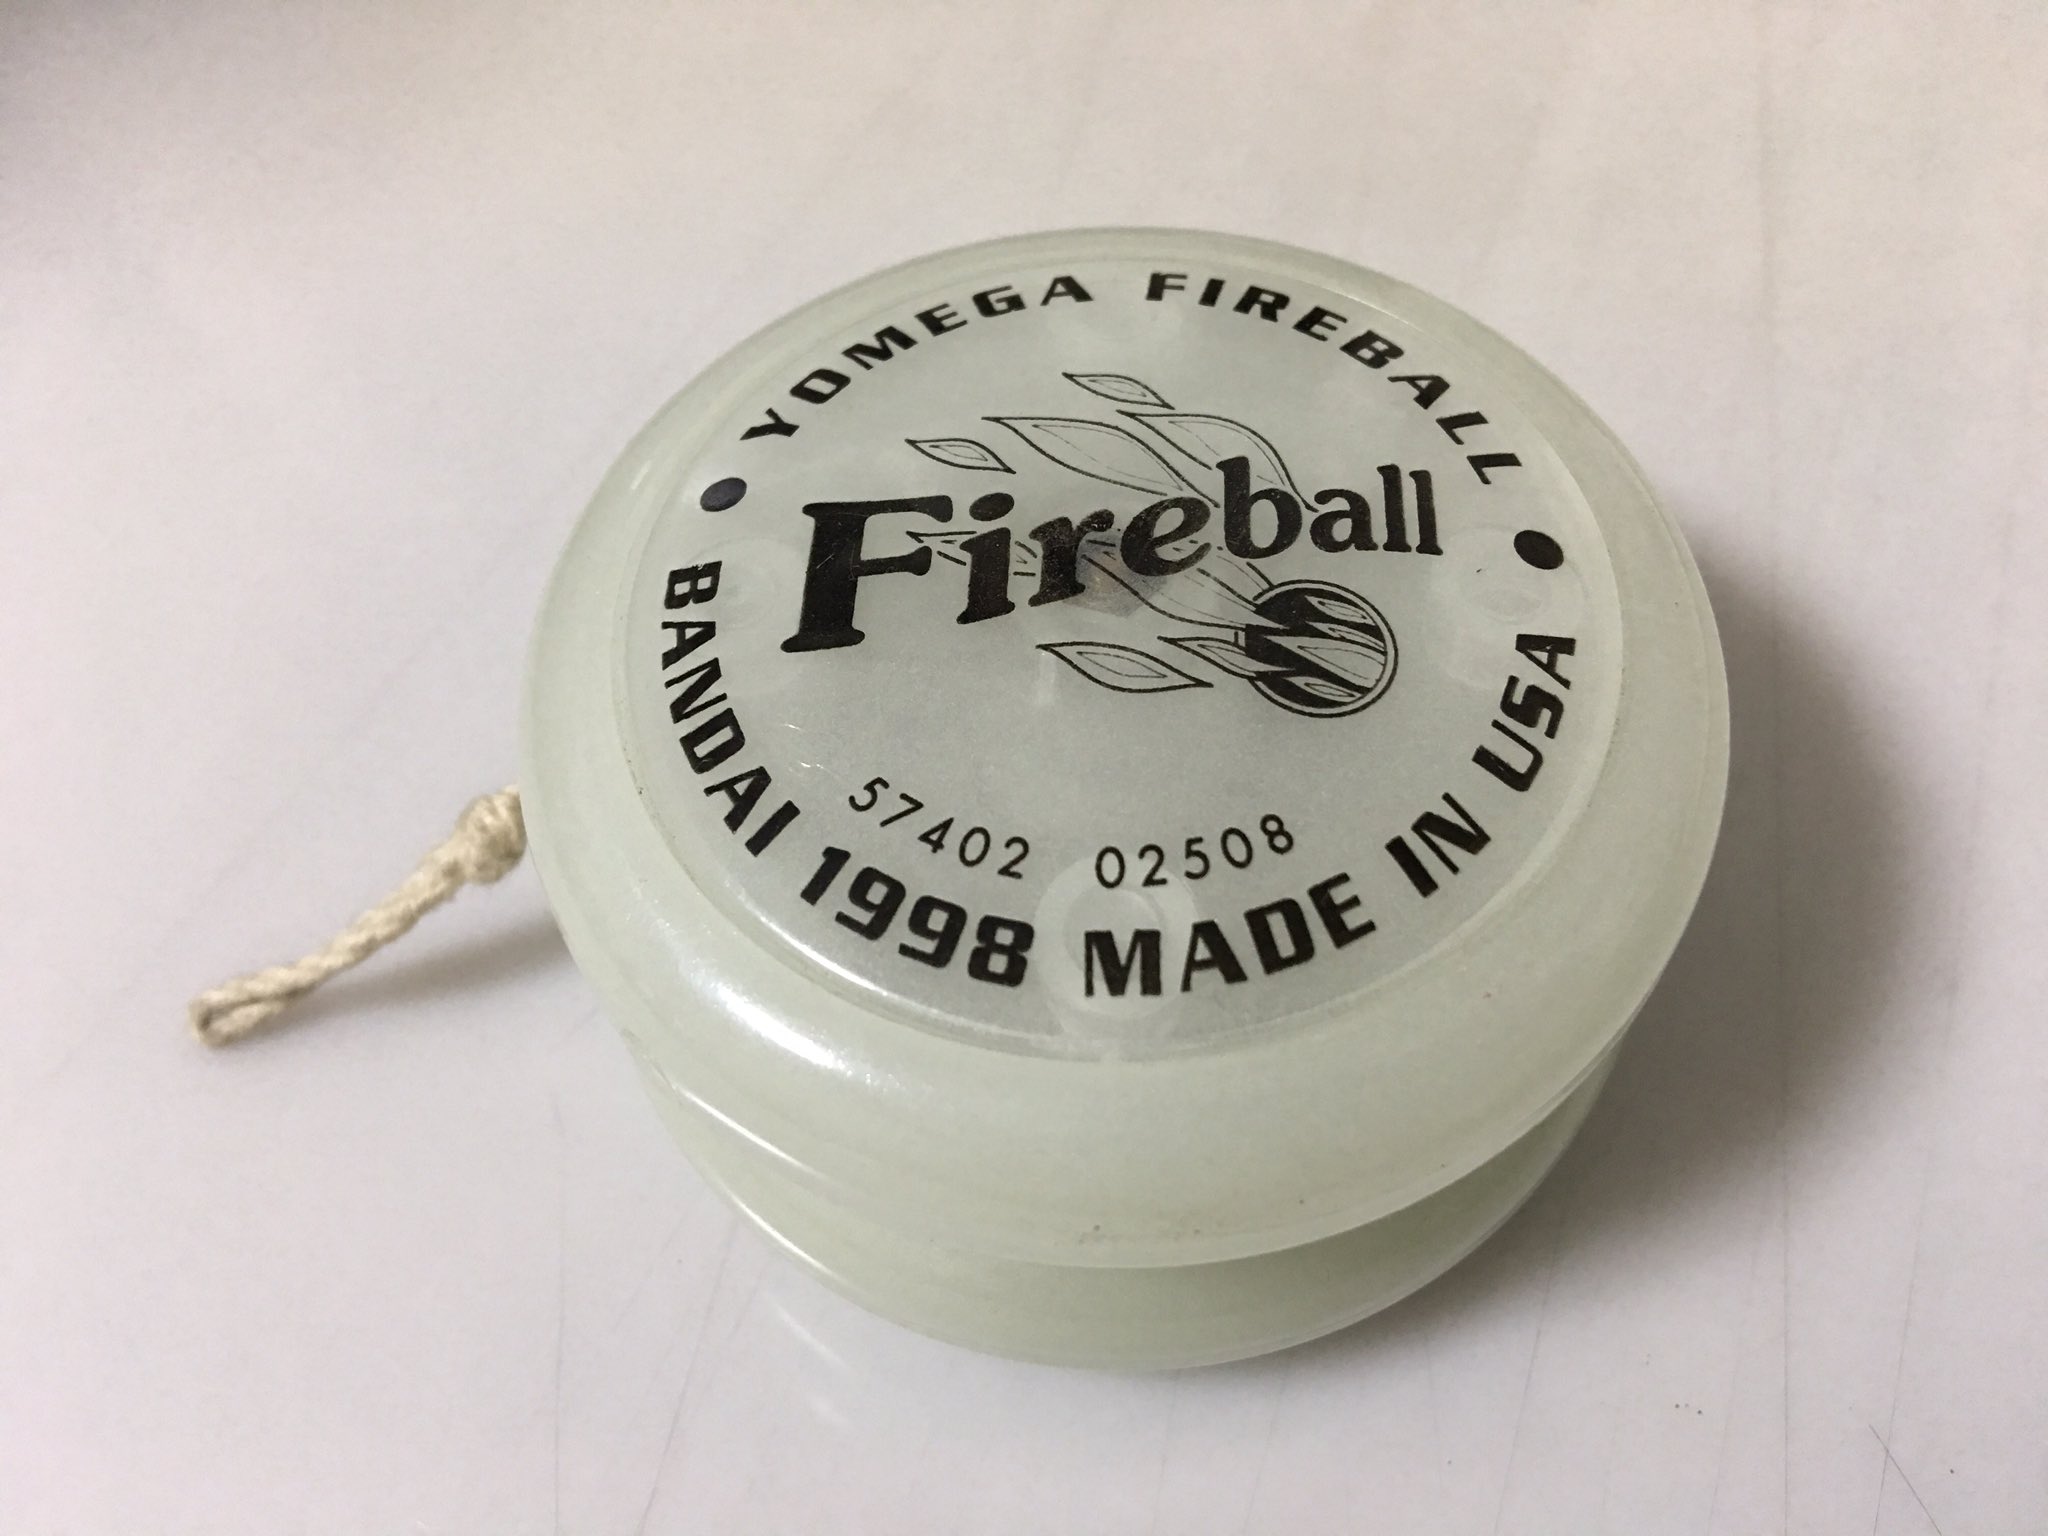 YOMEGA FIREBALL
Fireball
57402 02508
BANDAI 1998 MADE IN USA